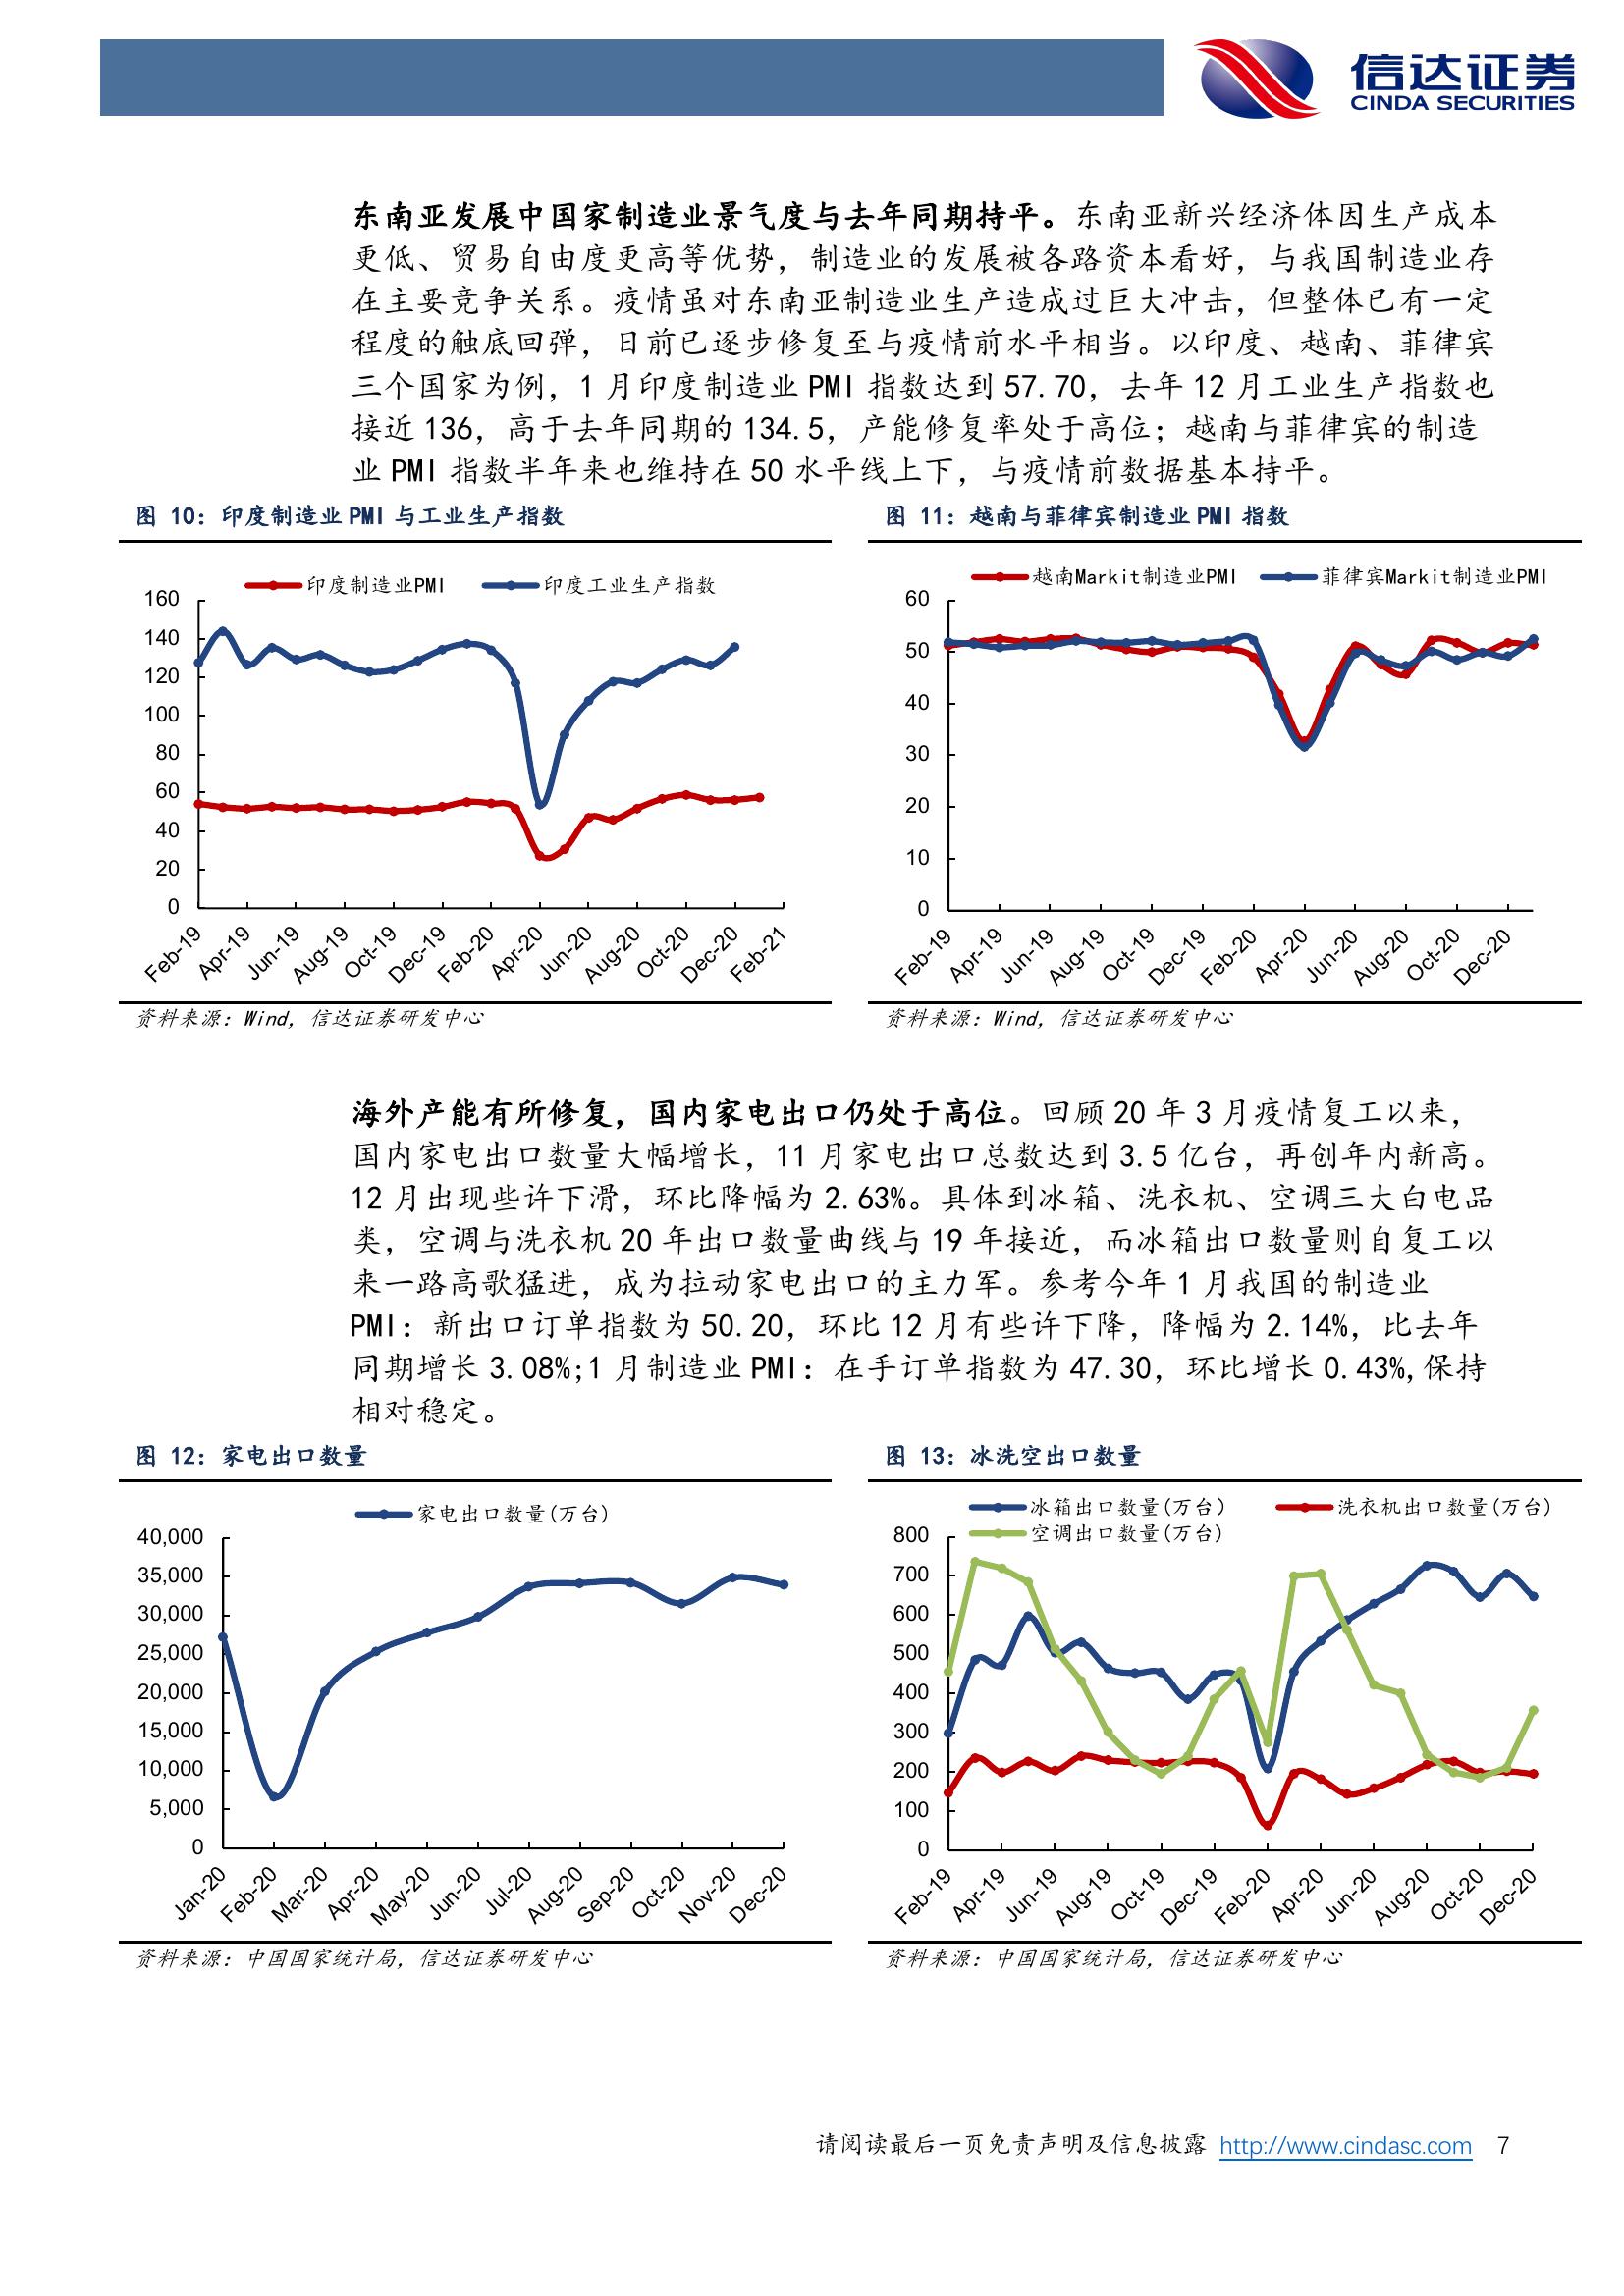 信达证券
CINDA SECURITIES
东南亚发展中国家制造业景气度与去年同期持平。东南亚新兴经济体因生产成本
更低、贸易自由度更高等优势，制造业的发展被各路资本看好，与我国制造业存
在主要竞争关系。疫情虽对东南亚制造业生产造成过巨大冲击，但整体已有一定
程度的触底回弹，日前已逐步修复至与疫情前水平相当。以印度、越南、菲律宾
三个国家为例，1 月印度制造业 PMI 指数达到 57.70，去年 12 月工业生产指数也
接近 136，高于去年同期的 134.5，产能修复率处于高位；越南与菲律宾的制造
业 PMI 指数半年来也维持在 50 水平线上下，与疫情前数据基本持平。
图 10：印度制造业 PMI 与工业生产指数
印度制造业PMI 印度工业生产指数
160
140
120
100
80
60
40
20
0
Feb-19 Apr-19 Jun-19 Aug-19 Oct-19 Dec-19 Feb-20 Apr-20 Jun-20 Aug-20 Oct-20 Dec-20 Feb-21
资料来源：Wind，信达证券研发中心
图 11：越南与菲律宾制造业 PMI 指数
越南Markit制造业PMI 菲律宾Markit制造业PMI
60
50
40
30
20
10
0
Feb-19 Apr-19 Jun-19 Aug-19 Oct-19 Dec-19 Feb-20 Apr-20 Jun-20 Aug-20 Oct-20 Dec-20
资料来源：Wind，信达证券研发中心
海外产能有所修复，国内家电出口仍处于高位。回顾 20 年 3 月疫情复工以来，
国内家电出口数量大幅增长，11 月家电出口总数达到 3.5 亿台，再创年内新高。
12 月出现些许下滑，环比降幅为 2.63%。具体到冰箱、洗衣机、空调三大白电品
类，空调与洗衣机 20 年出口数量曲线与 19 年接近，而冰箱出口数量则自复工以
来一路高歌猛进，成为拉动家电出口的主力军。参考今年 1 月我国的制造业
PMI：新出口订单指数为 50.20，环比 12 月有些许下降，降幅为 2.14%，比去年
同期增长 3.08%;1 月制造业 PMI：在手订单指数为 47.30，环比增长 0.43%,保持
相对稳定。
图 12：家电出口数量
家电出口数量(万台)
40,000
35,000
30,000
25,000
20,000
15,000
10,000
5,000
0
Jan-20 Feb-20 Mar-20 Apr-20 May-20 Jun-20 Jul-20 Aug-20 Sep-20 Oct-20 Nov-20 Dec-20
资料来源：中国国家统计局，信达证券研发中心
图 13：冰洗空出口数量
冰箱出口数量(万台) 洗衣机出口数量(万台)
空调出口数量(万台)
800
700
600
500
400
300
200
100
0
Feb-19 Apr-19 Jun-19 Aug-19 Oct-19 Dec-19 Feb-20 Apr-20 Jun-20 Aug-20 Oct-20 Dec-20
资料来源：中国国家统计局，信达证券研发中心
请阅读最后一页免责声明及信息披露 http://www.cindasc.com 7